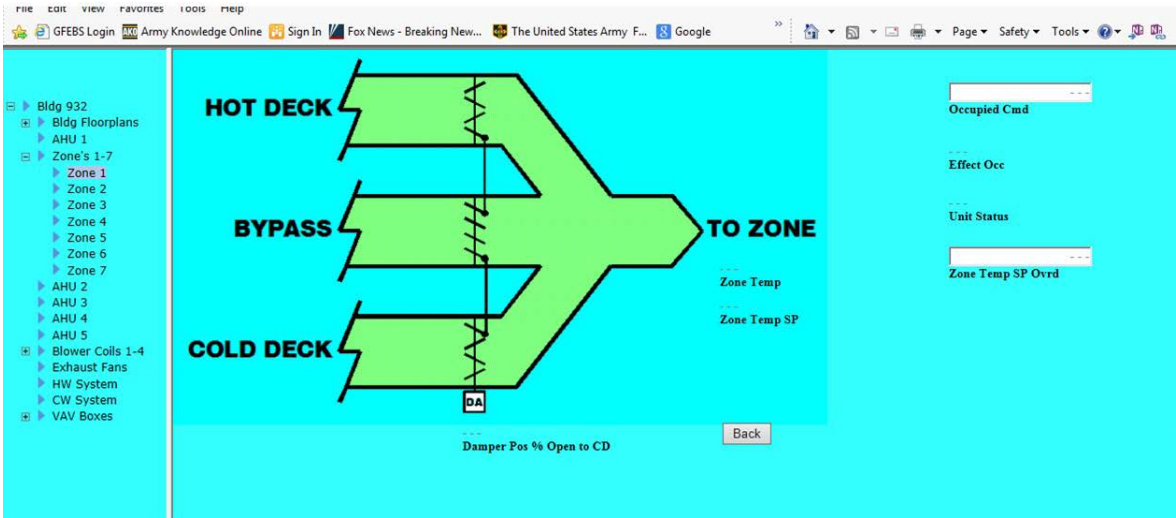 File Edit View Favorites Tools Help
GFEBS Login AKO Army Knowledge Online Sign In Fox News - Breaking New... The United States Army F... Google » Page Safety Tools
Bldg 932
Bldg Floorplans
AHU 1
Zone's 1-7
Zone 1
Zone 2
Zone 3
Zone 4
Zone 5
Zone 6
Zone 7
AHU 2
AHU 3
AHU 4
AHU 5
Blower Coils 1-4
Exhaust Fans
HW System
CW System
VAV Boxes
HOT DECK
BYPASS
COLD DECK
DA
TO ZONE
- - -
Zone Temp
- - -
Zone Temp SP
- - -
Damper Pos % Open to CD
Back
- - -
Occupied Cmd
- - -
Effect Occ
- - -
Unit Status
- - -
Zone Temp SP Ovrd